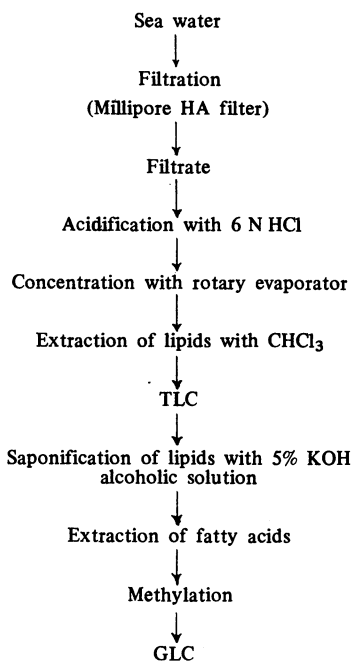 Sea water
Filtration
(Millipore HA filter)
Filtrate
Acidification with 6 N HCl
Concentration with rotary evaporator
Extraction of lipids with CHCl₃
TLC
Saponification of lipids with 5% KOH
alcoholic solution
Extraction of fatty acids
Methylation
GLC